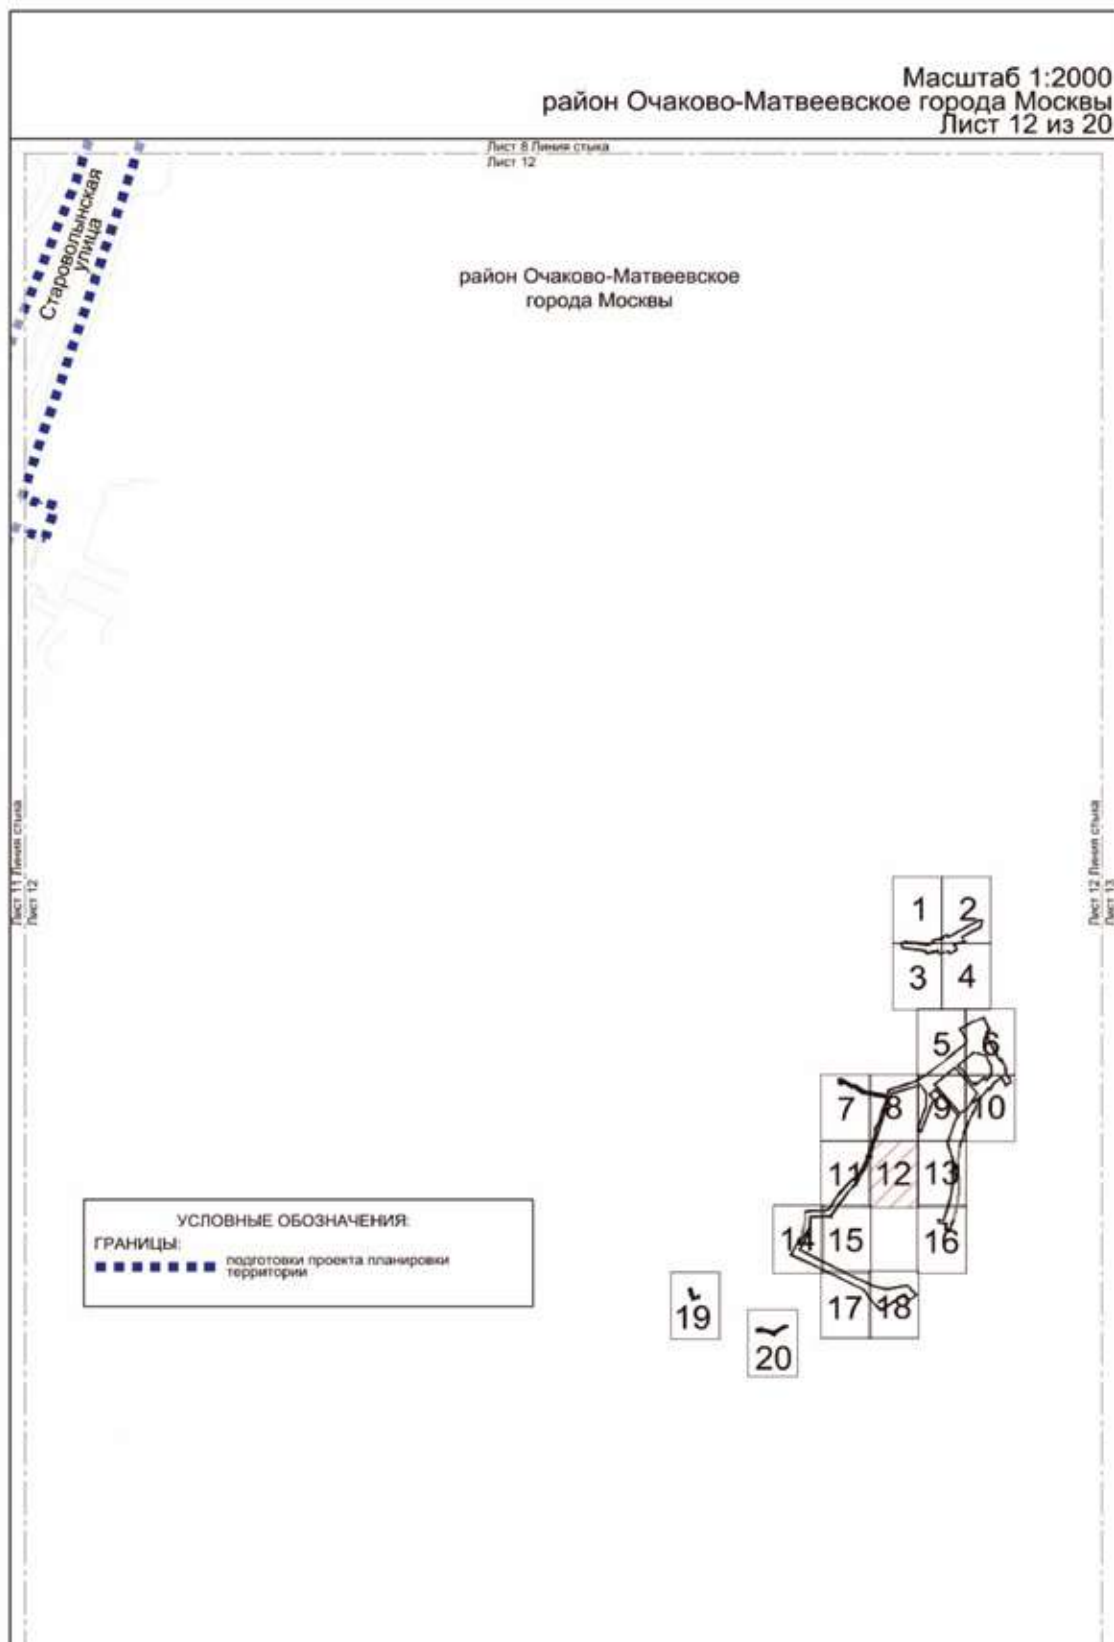 Масштаб 1:2000
район Очаково-Матвеевское города Москвы
Лист 12 из 20
Лист 8 Линия стыка
Лист 12
Староволынская
улица
район Очаково-Матвеевское
города Москвы
Лист 11 Линия стыка
Лист 12
Лист 12 Линия стыка
Лист 13
1
2
3
4
5
6
7
8
9
10
11
12
13
14
15
16
17
18
19
20
УСЛОВНЫЕ ОБОЗНАЧЕНИЯ:
ГРАНИЦЫ:
подготовки проекта планировки
территории